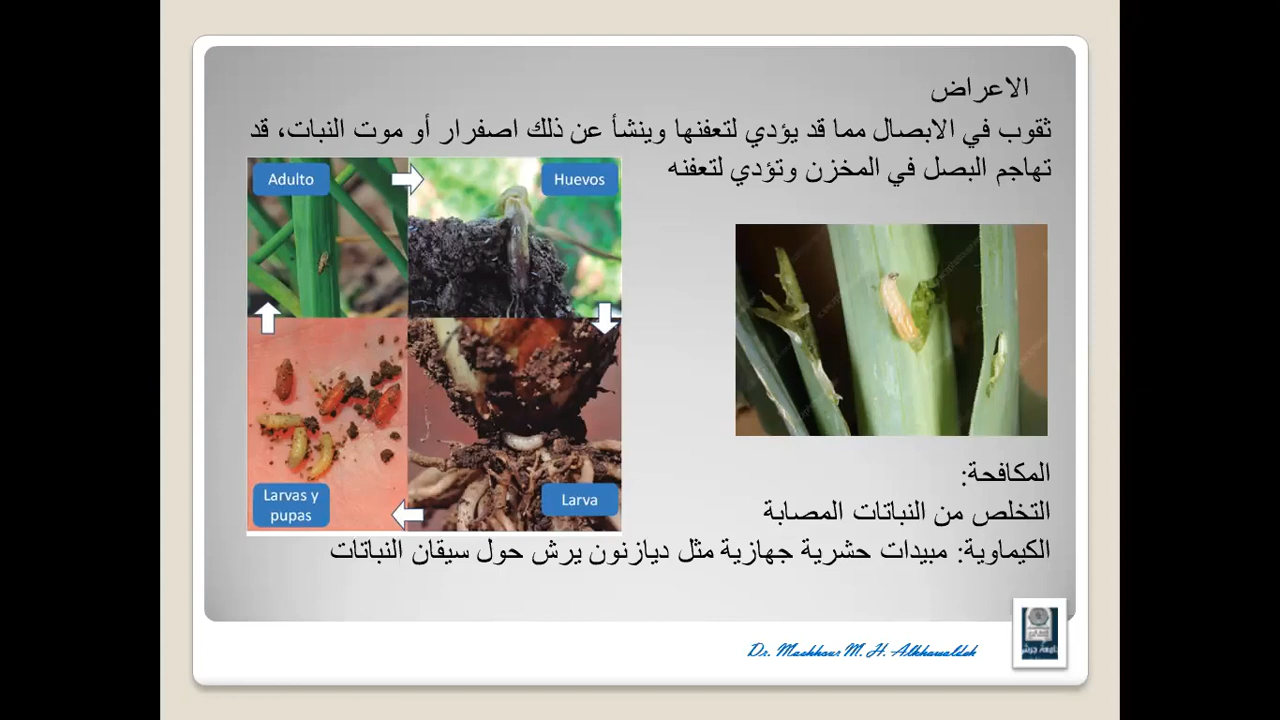 الاعراض
ثقوب في الابصال مما قد يؤدي لتعفنها وينشأ عن ذلك اصفرار أو موت النبات، قد
تهاجم البصل في المخزن وتؤدي لتعفنه
Adulto
Huevos
Larvas y
pupas
Larva
المكافحة:
التخلص من النباتات المصابة
الكيماوية: مبيدات حشرية جهازية مثل ديازنون يرش حول سيقان النباتات
Dr. Mashhour M. H. Alkhawaldeh